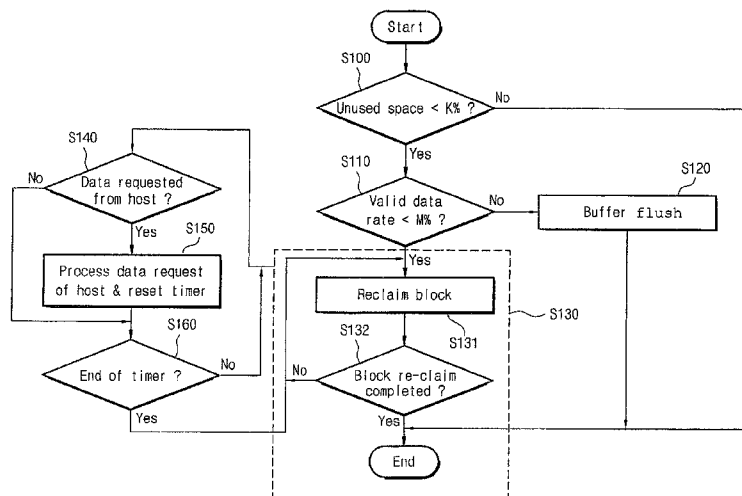 Start
S100
Unused space < K% ?
No
Yes
S140
Data requested
from host ?
No
Yes
S110
Valid data
rate < M% ?
No
Yes
S120
Buffer flush
S150
Process data request
of host & reset timer
Reclaim block
S131
S130
S160
End of timer ?
No
Yes
S132
Block re-claim
completed ?
No
Yes
End